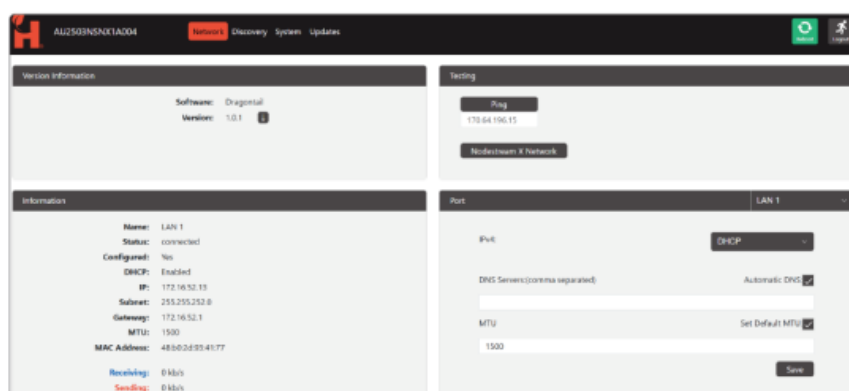 AU2503NSNX1A004
Network Discovery System Updates
Reboot
Logout
Version Information
Software: Dragontail
Version: 1.0.1 i
Testing
Ping
170.64.196.15
Nodestream X Network
Information
Name: LAN 1
Status: connected
Configured: Yes
DHCP: Enabled
IP: 172.16.52.13
Subnet: 255.255.252.0
Gateway: 172.16.52.1
MTU: 1500
MAC Address: 48:b0:2d:93:41:77
Receiving: 0 kb/s
Sending: 0 kb/s
Port LAN 1
IPv4: DHCP
DNS Servers:(comma separated) Automatic DNS:
MTU Set Default MTU:
1500
Save